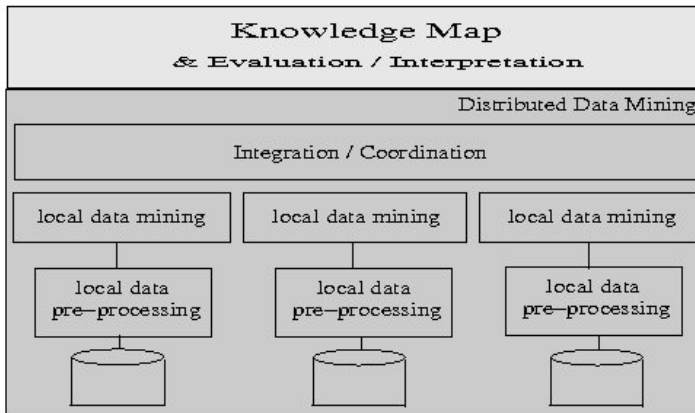 Knowledge Map
& Evaluation / Interpretation
Distributed Data Mining
Integration / Coordination
local data mining
local data mining
local data mining
local data
pre-processing
local data
pre-processing
local data
pre-processing